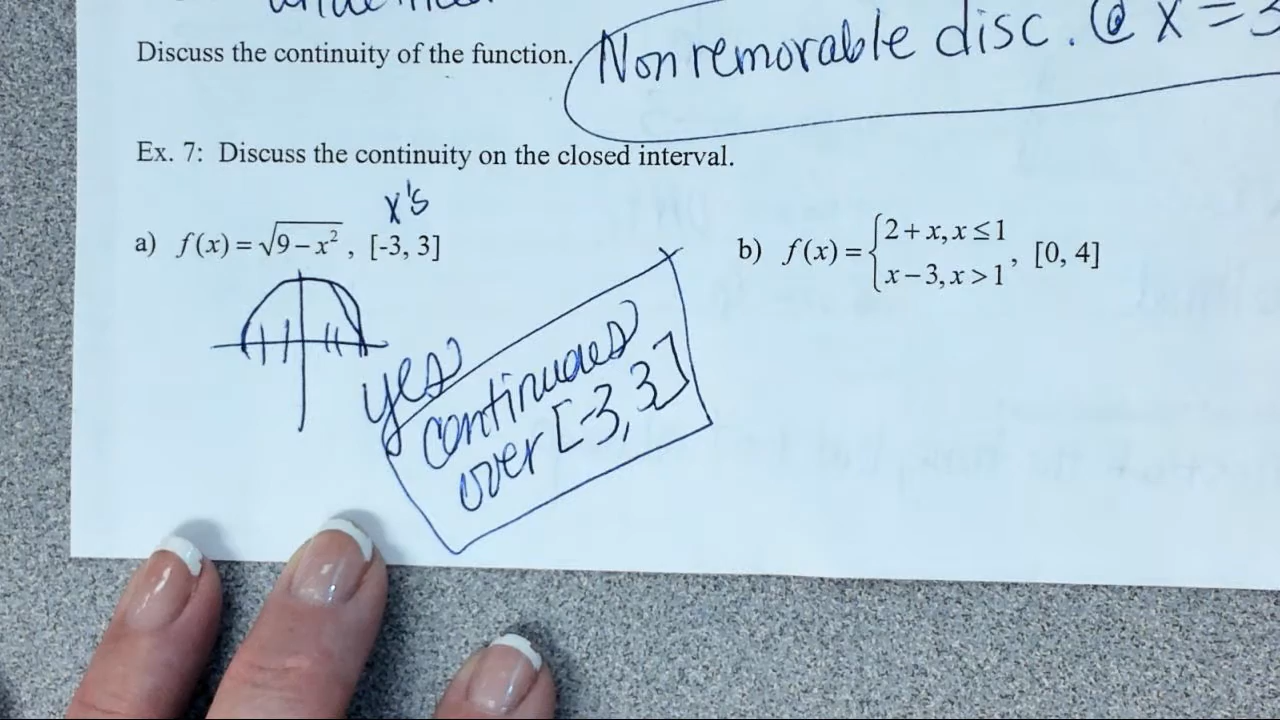 Discuss the continuity of the function.
Nonremovable disc. @ x = 3
Ex. 7: Discuss the continuity on the closed interval.
x's
a) f(x) = √9 − x² , [-3, 3]
b) f(x) = {2 + x, x ≤ 1
x − 3, x > 1 , [0, 4]
yes
continuous
over [-3, 3]